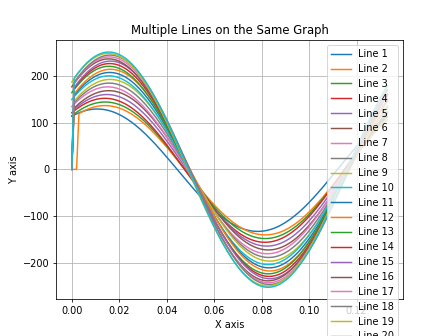 Multiple Lines on the Same Graph
Y axis
200
100
0
−100
−200
0.00
0.02
0.04
0.06
0.08
0.10
X axis
Line 1
Line 2
Line 3
Line 4
Line 5
Line 6
Line 7
Line 8
Line 9
Line 10
Line 11
Line 12
Line 13
Line 14
Line 15
Line 16
Line 17
Line 18
Line 19
Line 20